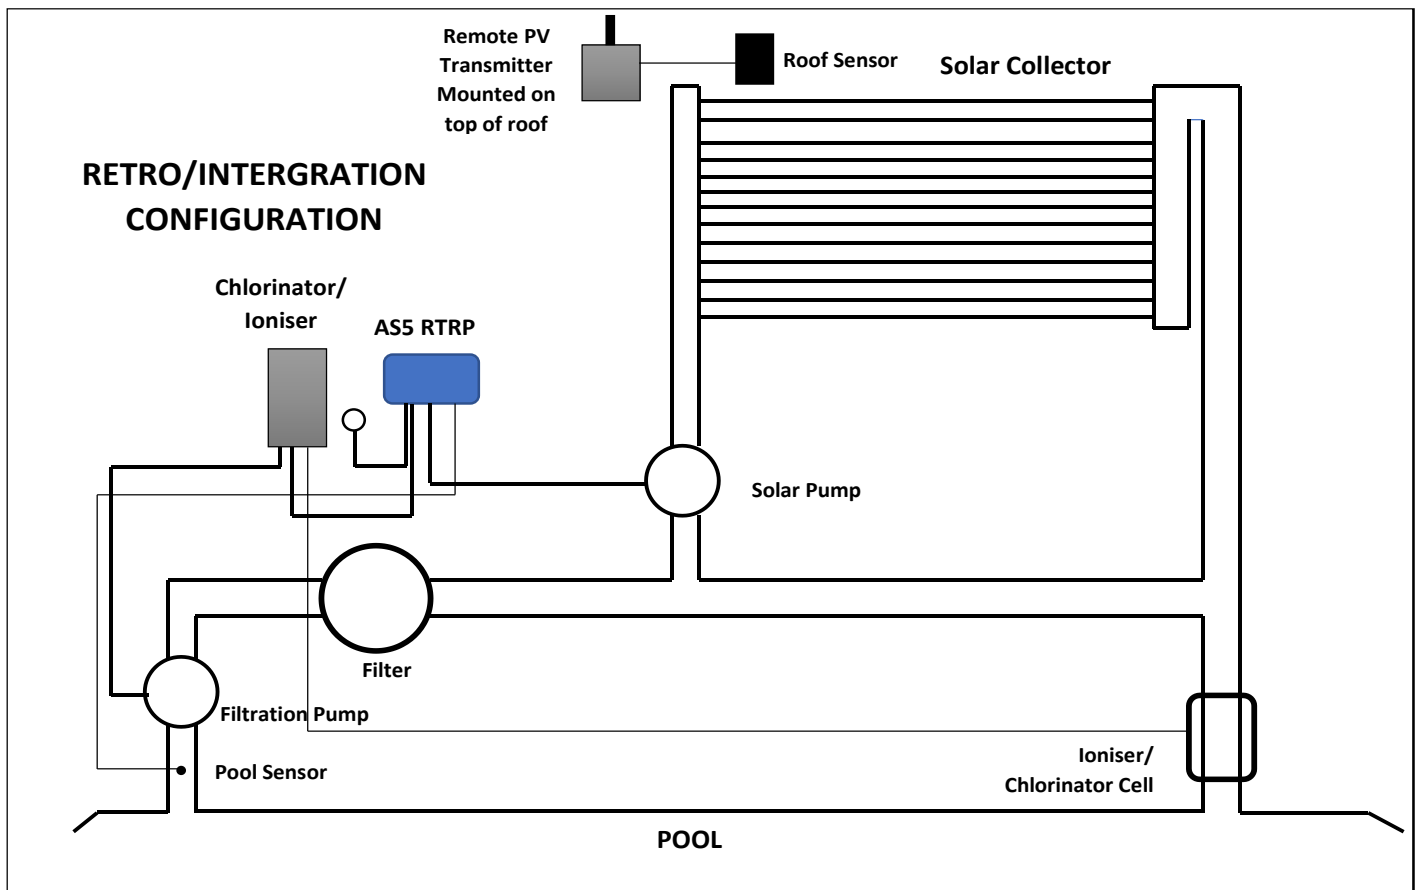 Remote PV
Transmitter
Mounted on
top of roof
Roof Sensor
Solar Collector
RETRO/INTERGRATION
CONFIGURATION
Chlorinator/
Ioniser
AS5 RTRP
Solar Pump
Filter
Filtration Pump
Pool Sensor
Ioniser/
Chlorinator Cell
POOL